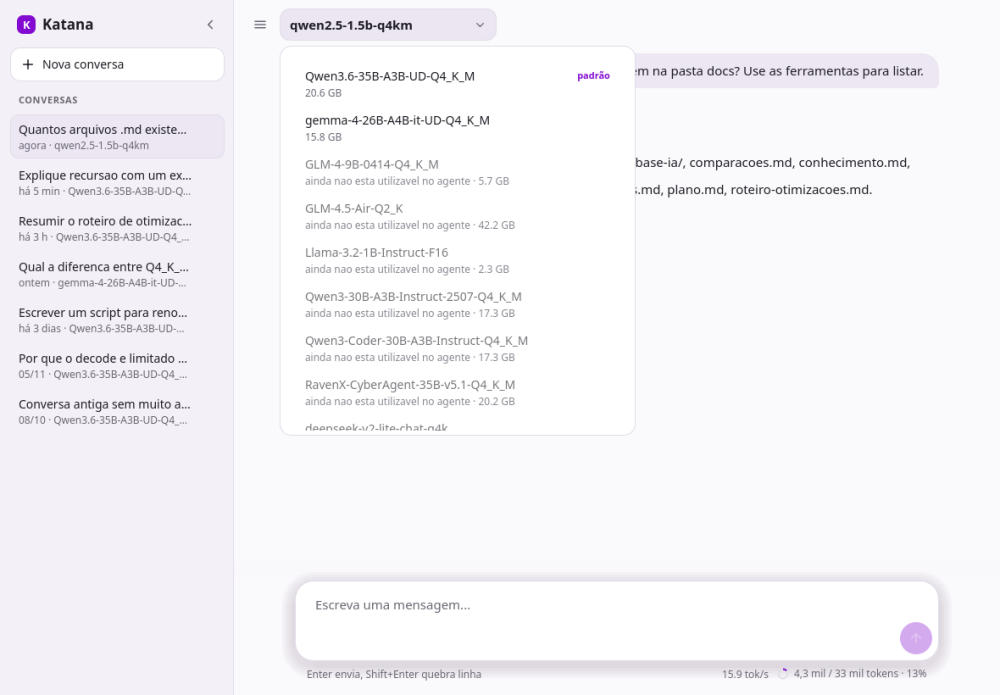 K Katana
Nova conversa
CONVERSAS
Quantos arquivos .md existe...
agora · qwen2.5-1.5b-q4km
Explique recursao com um ex...
há 5 min · Qwen3.6-35B-A3B-UD-Q...
Resumir o roteiro de otimizac...
há 3 h · Qwen3.6-35B-A3B-UD-Q4_...
Qual a diferenca entre Q4_K_...
ontem · gemma-4-26B-A4B-it-UD-...
Escrever um script para reno...
há 3 dias · Qwen3.6-35B-A3B-UD-...
Por que o decode e limitado ...
05/11 · Qwen3.6-35B-A3B-UD-Q4_...
Conversa antiga sem muito a...
08/10 · Qwen3.6-35B-A3B-UD-Q4_...
qwen2.5-1.5b-q4km
Qwen3.6-35B-A3B-UD-Q4_K_M padrão
20.6 GB
gemma-4-26B-A4B-it-UD-Q4_K_M
15.8 GB
GLM-4-9B-0414-Q4_K_M
ainda nao esta utilizavel no agente · 5.7 GB
GLM-4.5-Air-Q2_K
ainda nao esta utilizavel no agente · 42.2 GB
Llama-3.2-1B-Instruct-F16
ainda nao esta utilizavel no agente · 2.3 GB
Qwen3-30B-A3B-Instruct-2507-Q4_K_M
ainda nao esta utilizavel no agente · 17.3 GB
Qwen3-Coder-30B-A3B-Instruct-Q4_K_M
ainda nao esta utilizavel no agente · 17.3 GB
RavenX-CyberAgent-35B-v5.1-Q4_K_M
ainda nao esta utilizavel no agente · 20.2 GB
deepseek-v2-lite-chat-q4k
em na pasta docs? Use as ferramentas para listar.
base-ia/, comparacoes.md, conhecimento.md,
s.md, plano.md, roteiro-otimizacoes.md.
Escreva uma mensagem...
Enter envia, Shift+Enter quebra linha
15.9 tok/s 4,3 mil / 33 mil tokens · 13%